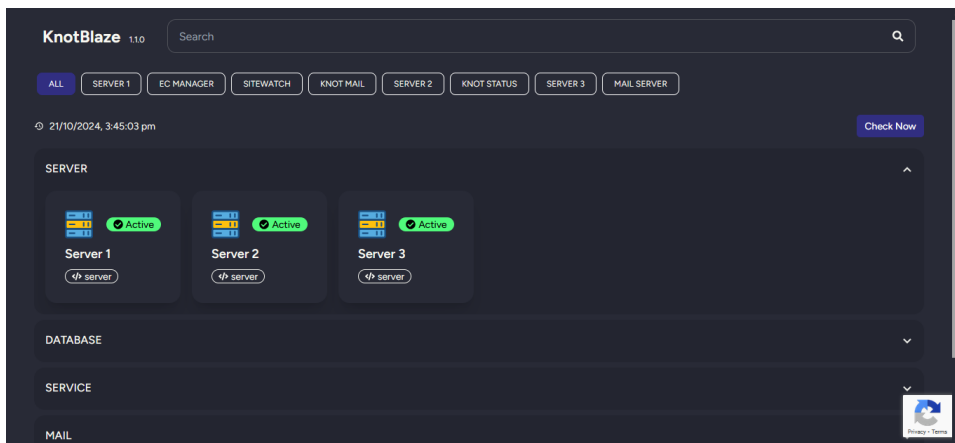 KnotBlaze 1.1.0 Search
ALL SERVER 1 EC MANAGER SITEWATCH KNOT MAIL SERVER 2 KNOT STATUS SERVER 3 MAIL SERVER
21/10/2024, 3:45:03 pm Check Now
SERVER
Active Active Active
Server 1 Server 2 Server 3
</> server </> server </> server
DATABASE
SERVICE
MAIL
Privacy - Terms